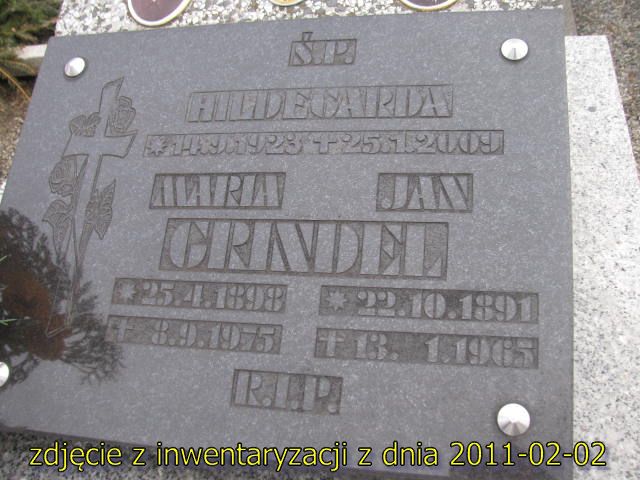 Ś.P.
HILDEGARDA
*14.9.1923 †25.1.2009
MARIA JAN
GRINDEL
*25.4.1898 *22.10.1891
† 8.9.1975 †13. 1.1965
R.I.P.
zdjęcie z inwentaryzacji z dnia 2011-02-02